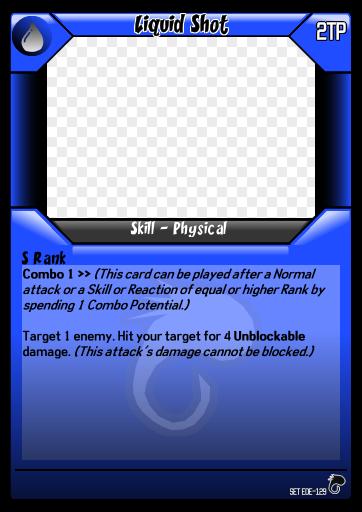 Liquid Shot
2TP
Skill - Physical
S Rank
Combo 1 >> (This card can be played after a Normal
attack or a Skill or Reaction of equal or higher Rank by
spending 1 Combo Potential.)
Target 1 enemy. Hit your target for 4 Unblockable
damage. (This attack's damage cannot be blocked.)
SET EOE-129